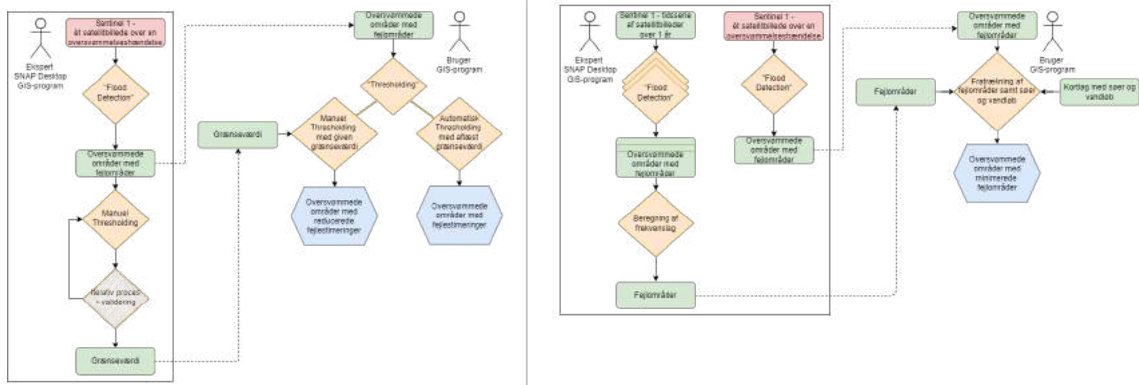 Sentinel 1 -
ét satellitbillede over en
oversvømmelseshændelse
Ekspert
SNAP Desktop
GIS-program
"Flood
Detection"
Oversvømmede
områder med
fejlområder
Manuel
Thresholding
Iterativ proces
+ validering
Grænseværdi
Oversvømmede
områder med
fejlområder
Bruger
GIS-program
"Thresholding"
Grænseværdi
Manuel
Thresholding
med given
grænseværdi
Automatisk
Thresholding
med aflæst
grænseværdi
Oversvømmede
områder med
reducerede
fejlestimeringer
Oversvømmede
områder med
fejlestimeringer
Ekspert
SNAP Desktop
GIS-program
Sentinel 1 - tidsserie
af satellitbilleder
over 1 år
Sentinel 1 -
ét satellitbillede over en
oversvømmelseshændelse
"Flood
Detection"
"Flood
Detection"
Oversvømmede
områder med
fejlområder
Oversvømmede
områder med
fejlområder
Beregning af
frekvenslag
Fejlområder
Oversvømmede
områder med
fejlområder
Bruger
GIS-program
Fejlområder
Fratrækning af
fejlområder samt søer
og vandløb
Kortlag med søer og
vandløb
Oversvømmede
områder med
minimerede
fejlområder